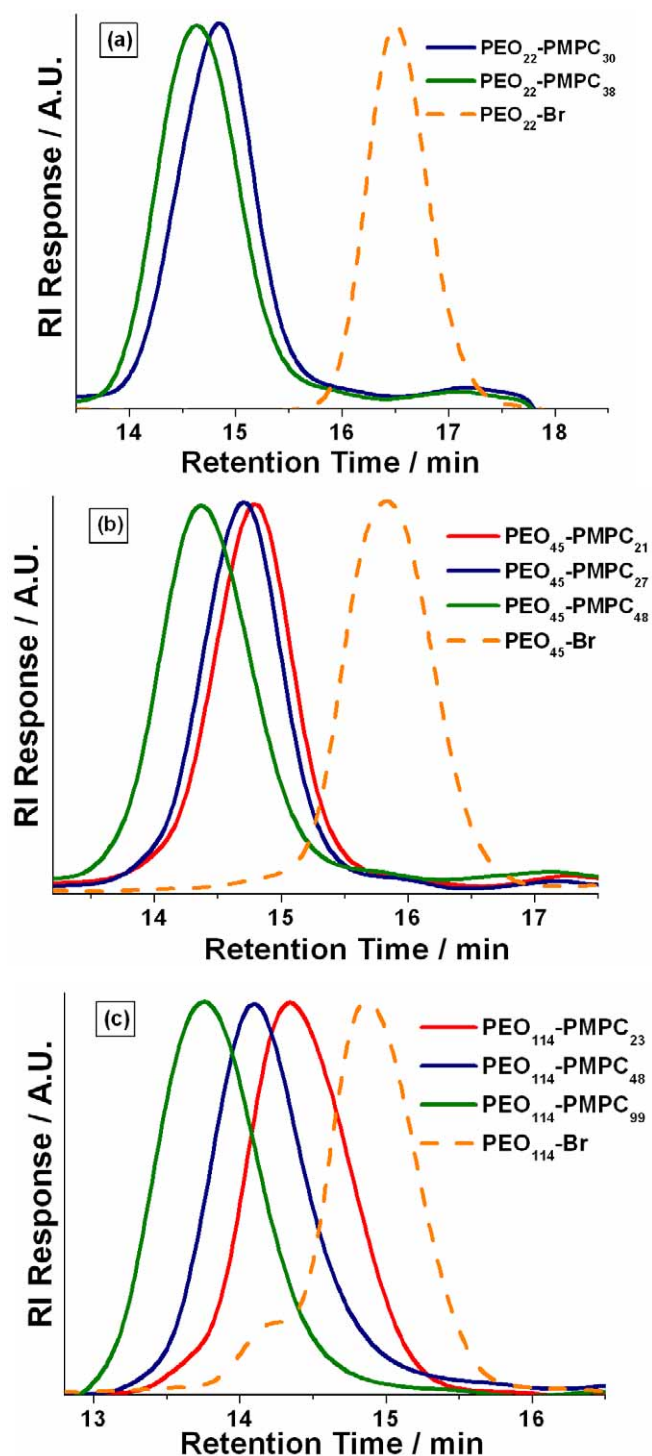 (a)
PEO₂₂-PMPC₃₀
PEO₂₂-PMPC₃₈
PEO₂₂-Br
RI Response / A.U.
14 15 16 17 18
Retention Time / min
(b)
PEO₄₅-PMPC₂₁
PEO₄₅-PMPC₂₇
PEO₄₅-PMPC₄₈
PEO₄₅-Br
RI Response / A.U.
14 15 16 17
Retention Time / min
(c)
PEO₁₁₄-PMPC₂₃
PEO₁₁₄-PMPC₄₈
PEO₁₁₄-PMPC₉₉
PEO₁₁₄-Br
RI Response / A.U.
13 14 15 16
Retention Time / min